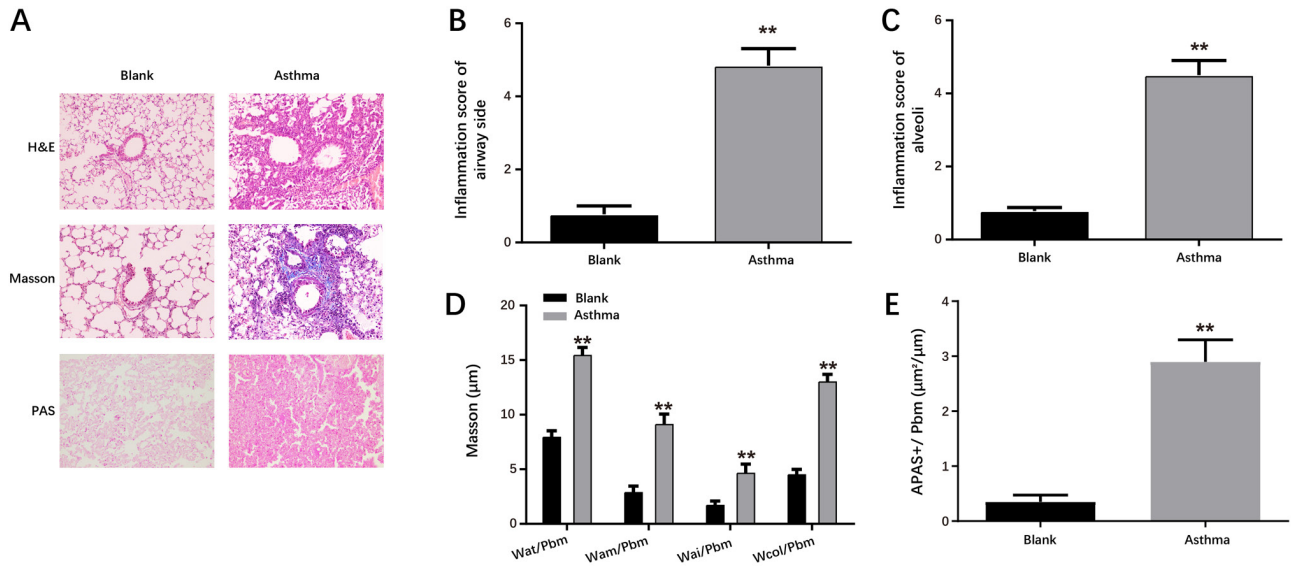 A
Blank
Asthma
H&E
Masson
PAS
B
Inflammation score of
airway side
6
4
2
0
**
Blank
Asthma
C
Inflammation score of
alveoli
6
4
2
0
**
Blank
Asthma
D
Blank
Asthma
Masson (μm)
20
15
10
5
0
**
**
**
**
Wat/Pbm
Wam/Pbm
Wai/Pbm
Wcol/Pbm
E
APAS+/ Pbm (μm²/μm)
4
3
2
1
0
**
Blank
Asthma